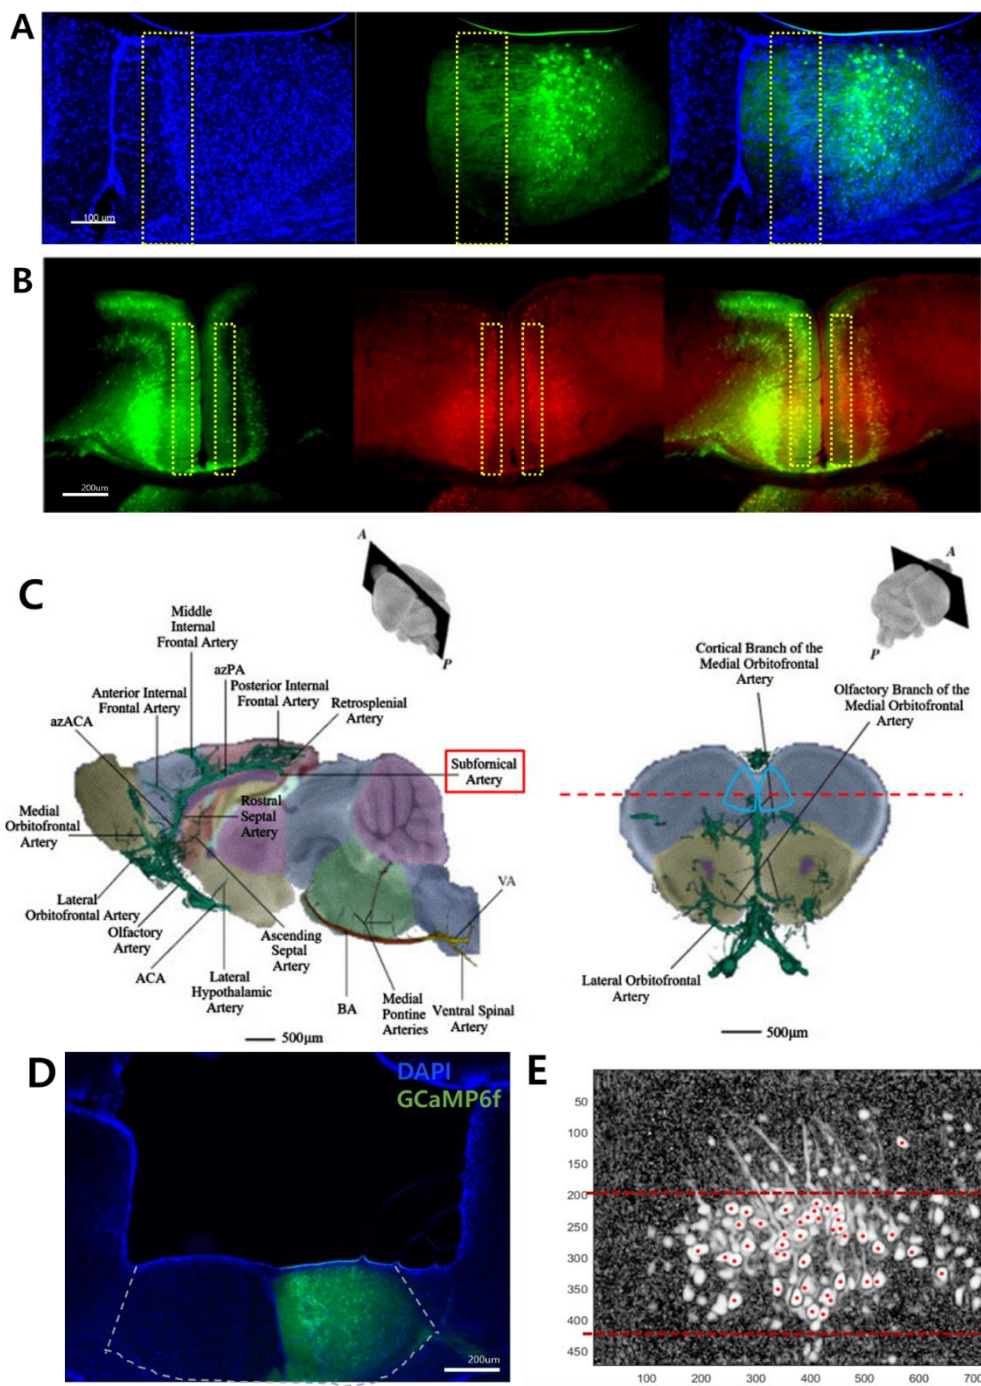 A
100 um
B
200um
C
A
P
Middle
Internal
Frontal Artery
azPA
Anterior Internal
Frontal Artery
Posterior Internal
Frontal Artery
Retrosplenial
Artery
azACA
Subfornical
Artery
Medial
Orbitofrontal
Artery
Rostral
Septal
Artery
VA
Lateral
Orbitofrontal Artery
Olfactory
Artery
ACA
Lateral
Hypothalamic
Artery
Ascending
Septal
Artery
BA
Medial
Pontine
Arteries
Ventral Spinal
Artery
500μm
A
P
Cortical Branch of the
Medial Orbitofrontal
Artery
Olfactory Branch of the
Medial Orbitofrontal
Artery
Lateral Orbitofrontal
Artery
500μm
D
DAPI
GCaMP6f
200um
E
50
100
150
200
250
300
350
400
450
100 200 300 400 500 600 700